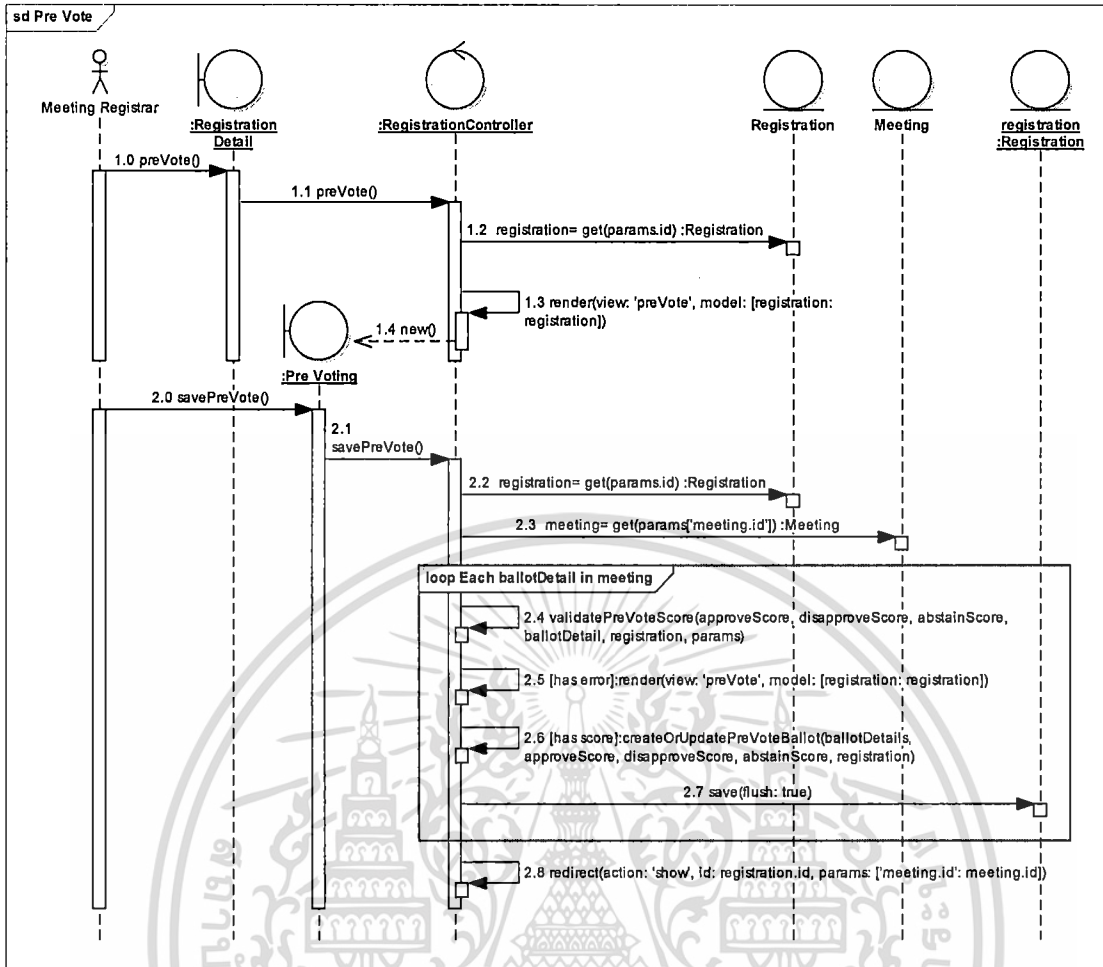 sd Pre Vote
Meeting Registrar
:Registration
Detail
:RegistrationController
Registration
Meeting
registration
:Registration
1.0 preVote()
1.1 preVote()
1.2 registration= get(params.id) :Registration
1.3 render(view: 'preVote', model: [registration:
registration])
1.4 new()
:Pre Voting
2.0 savePreVote()
2.1
savePreVote()
2.2 registration= get(params.id) :Registration
2.3 meeting= get(params['meeting.id']) :Meeting
loop Each ballotDetail in meeting
2.4 validatePreVoteScore(approveScore, disapproveScore, abstainScore,
ballotDetail, registration, params)
2.5 [has error]:render(view: 'preVote', model: [registration: registration])
2.6 [has score]:createOrUpdatePreVoteBallot(ballotDetails,
approveScore, disapproveScore, abstainScore, registration)
2.7 save(flush: true)
2.8 redirect(action: 'show', id: registration.id, params: ['meeting.id': meeting.id])